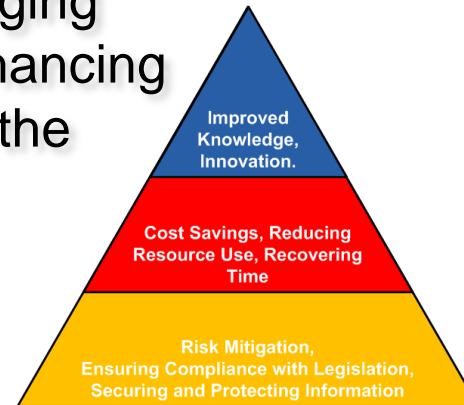 ging
nancing
the
Improved
Knowledge,
Innovation.
Cost Savings, Reducing
Resource Use, Recovering
Time
Risk Mitigation,
Ensuring Compliance with Legislation,
Securing and Protecting Information